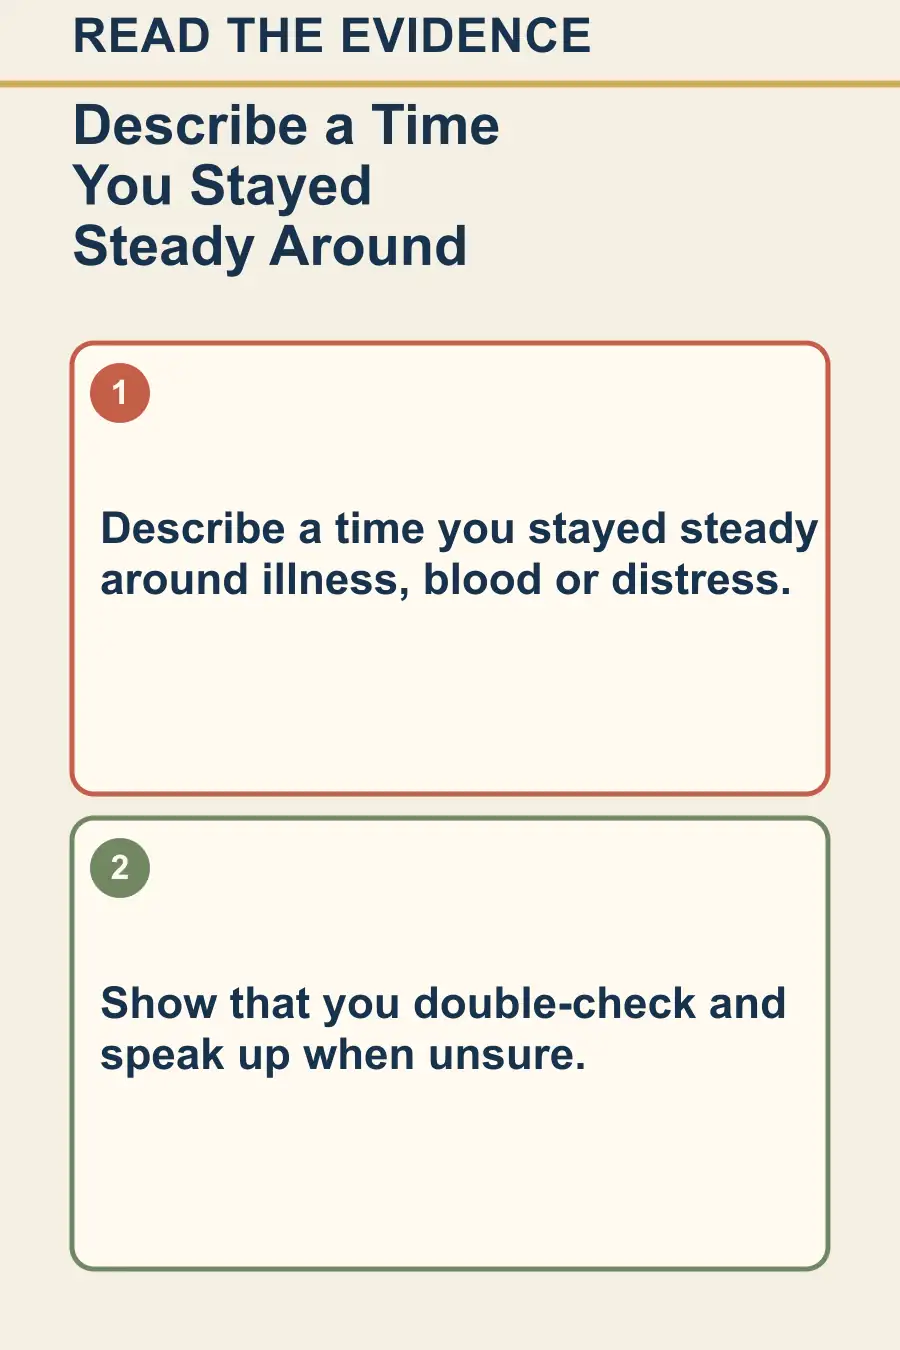 READ THE EVIDENCE
Describe a Time
You Stayed
Steady Around
1
Describe a time you stayed steady
around illness, blood or distress.
2
Show that you double-check and
speak up when unsure.